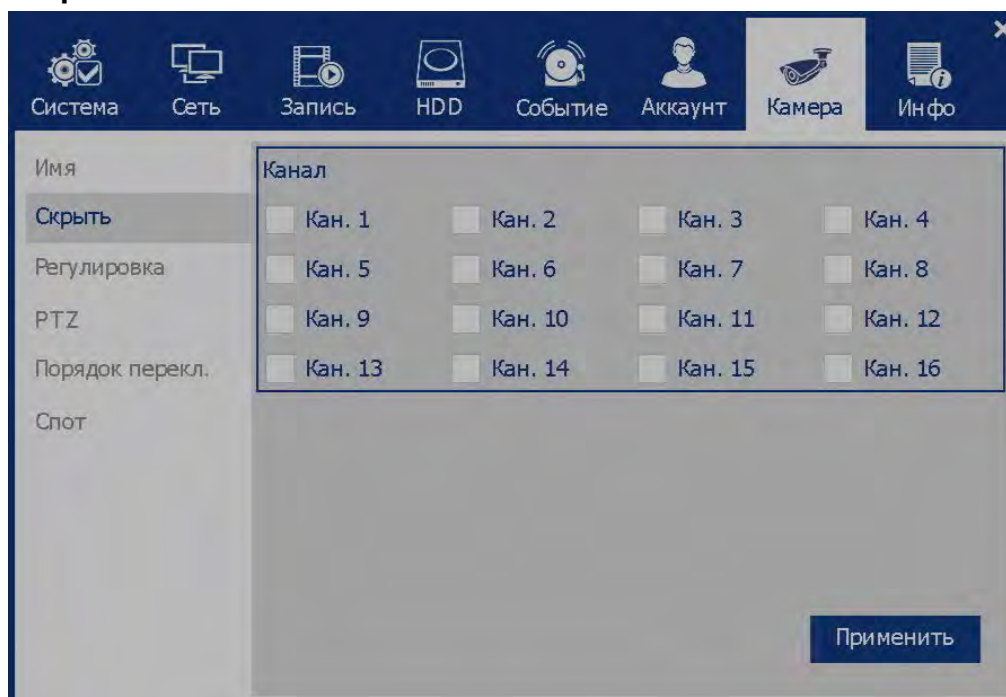 Система Сеть Запись HDD Событие Аккаунт Камера Инфо
Имя
Скрыть
Регулировка
PTZ
Порядок перекл.
Спот
Канал
Кан. 1 Кан. 2 Кан. 3 Кан. 4
Кан. 5 Кан. 6 Кан. 7 Кан. 8
Кан. 9 Кан. 10 Кан. 11 Кан. 12
Кан. 13 Кан. 14 Кан. 15 Кан. 16
Применить